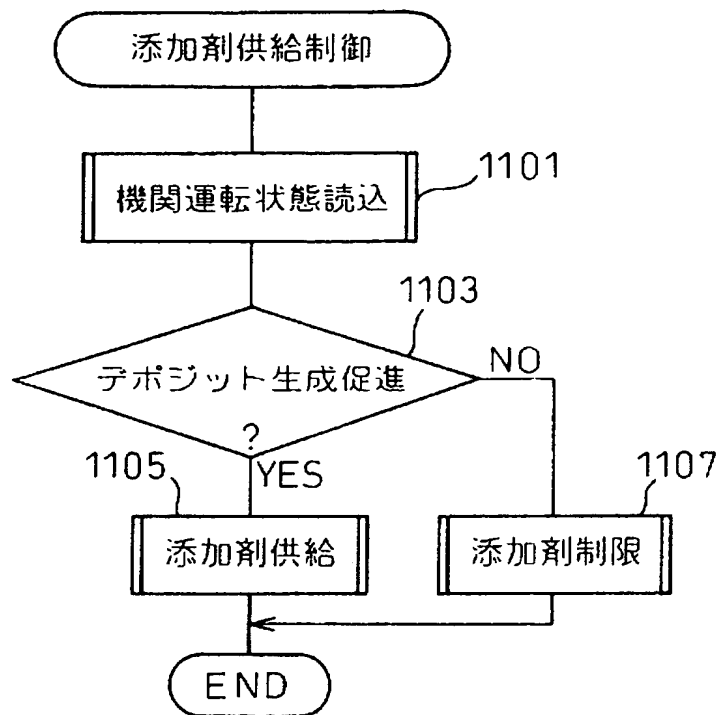 添加剤供給制御
1101
機関運転状態読込
1103
デポジット生成促進
?
NO
YES
1105
1107
添加剤供給
添加剤制限
END